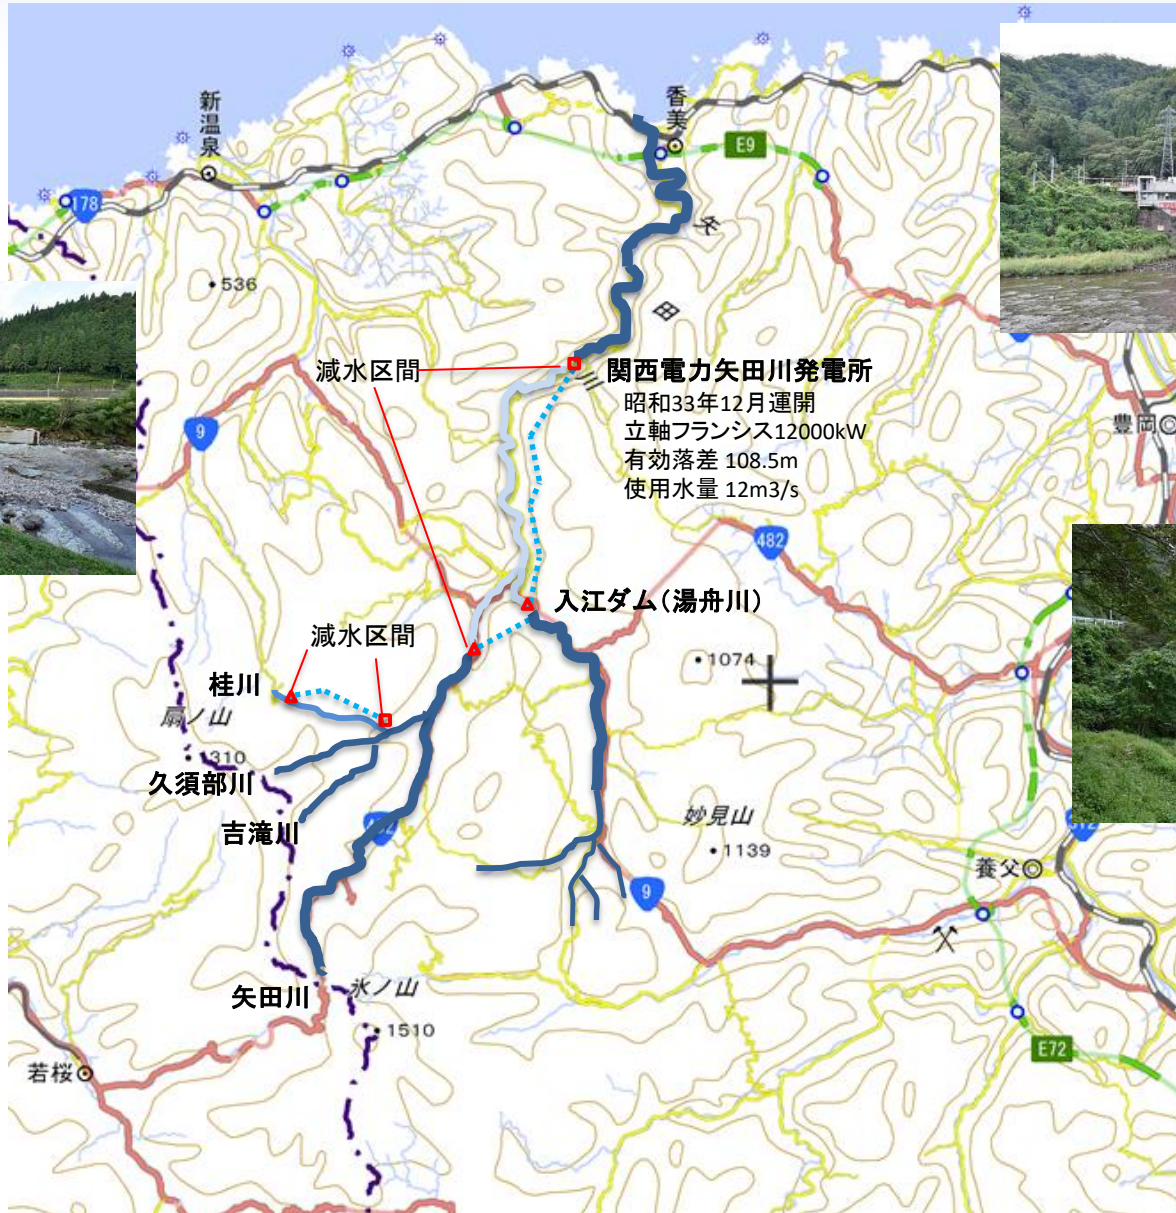 新温泉
香美
E9
178
矢
536
減水区間
関西電力矢田川発電所
昭和33年12月運開
立軸フランシス12000kW
有効落差 108.5m
使用水量 12m3/s
豊岡
9
482
入江ダム(湯舟川)
減水区間
1074
桂川
扇ノ山
1310
久須部川
吉滝川
482
妙見山
1139
312
養父
9
矢田川
氷ノ山
1510
若桜
E72